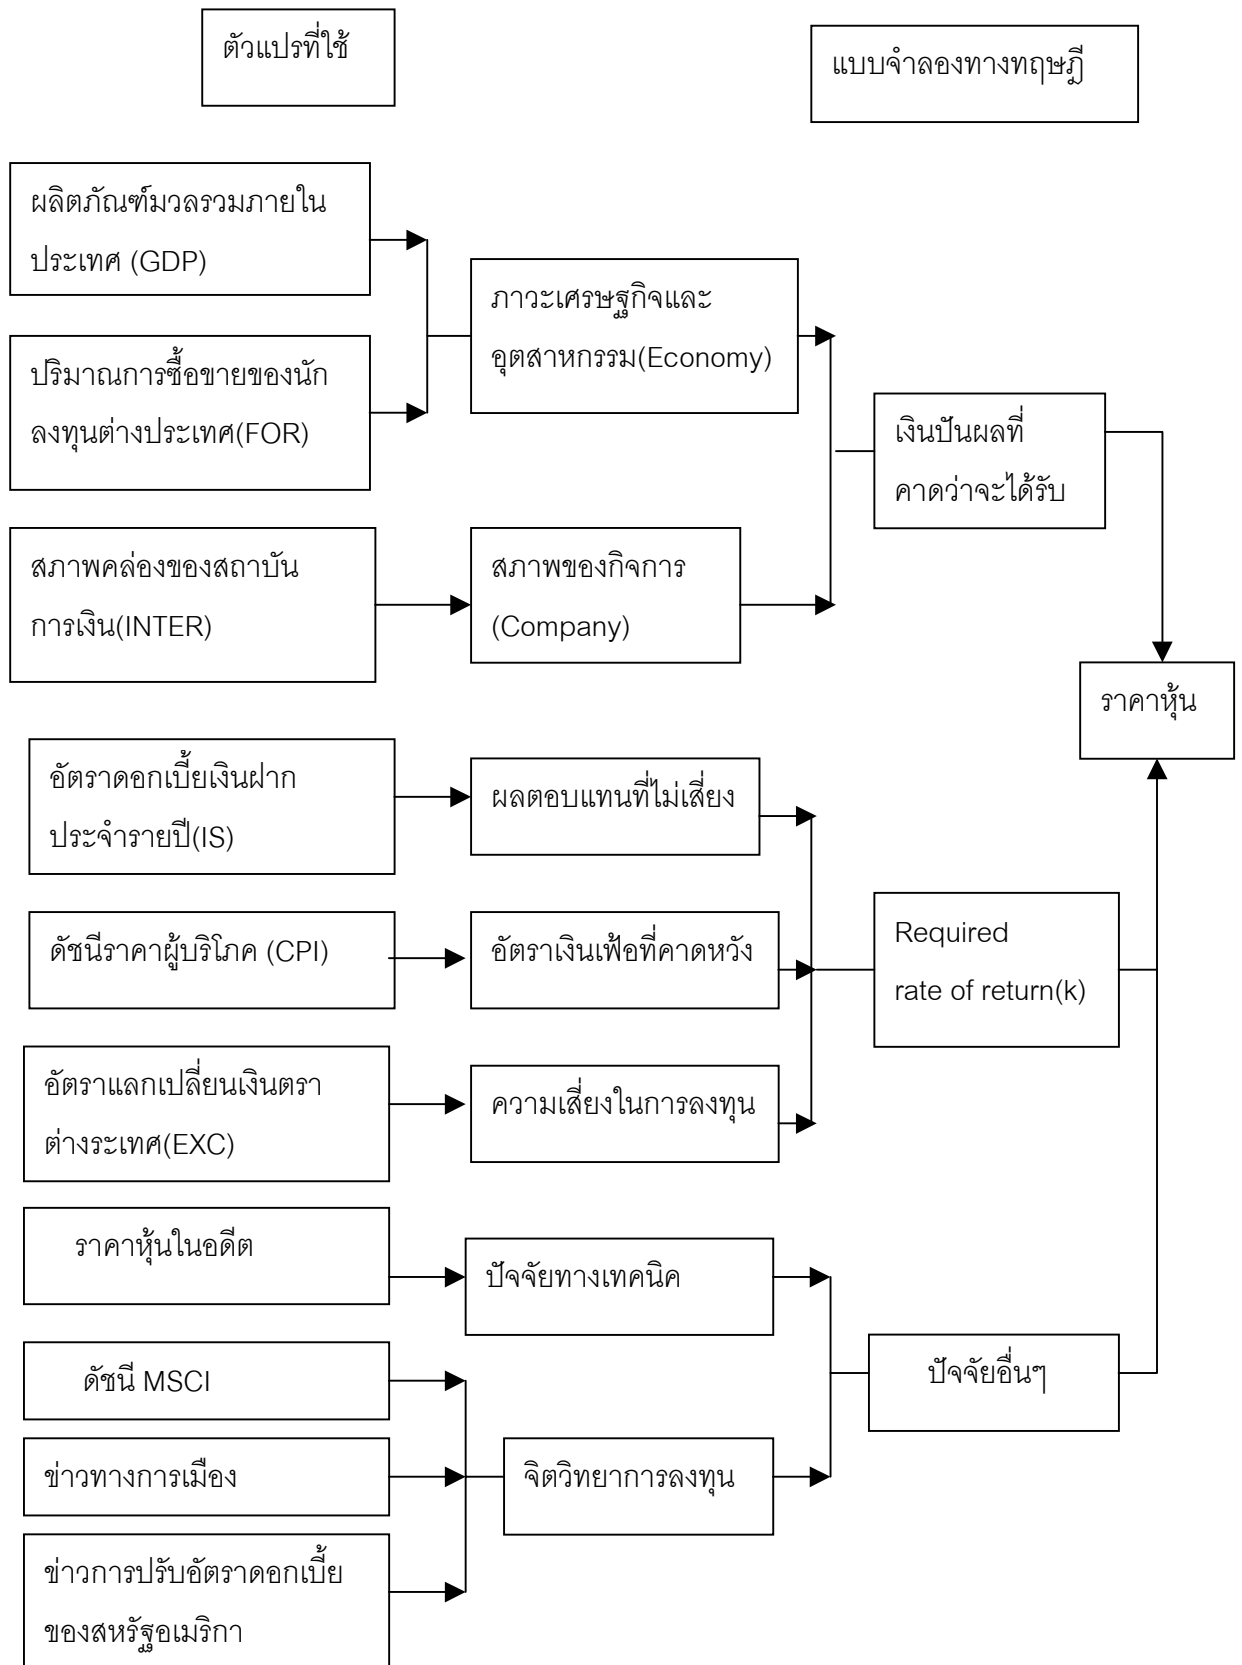 ตัวแปรที่ใช้
แบบจำลองทางทฤษฎี
ผลิตภัณฑ์มวลรวมภายใน
ประเทศ (GDP)
ภาวะเศรษฐกิจและ
อุตสาหกรรม(Economy)
ปริมาณการซื้อขายของนัก
ลงทุนต่างประเทศ(FOR)
เงินปันผลที่
คาดว่าจะได้รับ
สภาพคล่องของสถาบัน
การเงิน(INTER)
สภาพของกิจการ
(Company)
ราคาหุ้น
อัตราดอกเบี้ยเงินฝาก
ประจำรายปี(IS)
ผลตอบแทนที่ไม่เสี่ยง
ดัชนีราคาผู้บริโภค (CPI)
อัตราเงินเฟ้อที่คาดหวัง
Required
rate of return(k)
อัตราแลกเปลี่ยนเงินตรา
ต่างระเทศ(EXC)
ความเสี่ยงในการลงทุน
ราคาหุ้นในอดีต
ปัจจัยทางเทคนิค
ดัชนี MSCI
ปัจจัยอื่นๆ
ข่าวทางการเมือง
จิตวิทยาการลงทุน
ข่าวการปรับอัตราดอกเบี้ย
ของสหรัฐอเมริกา